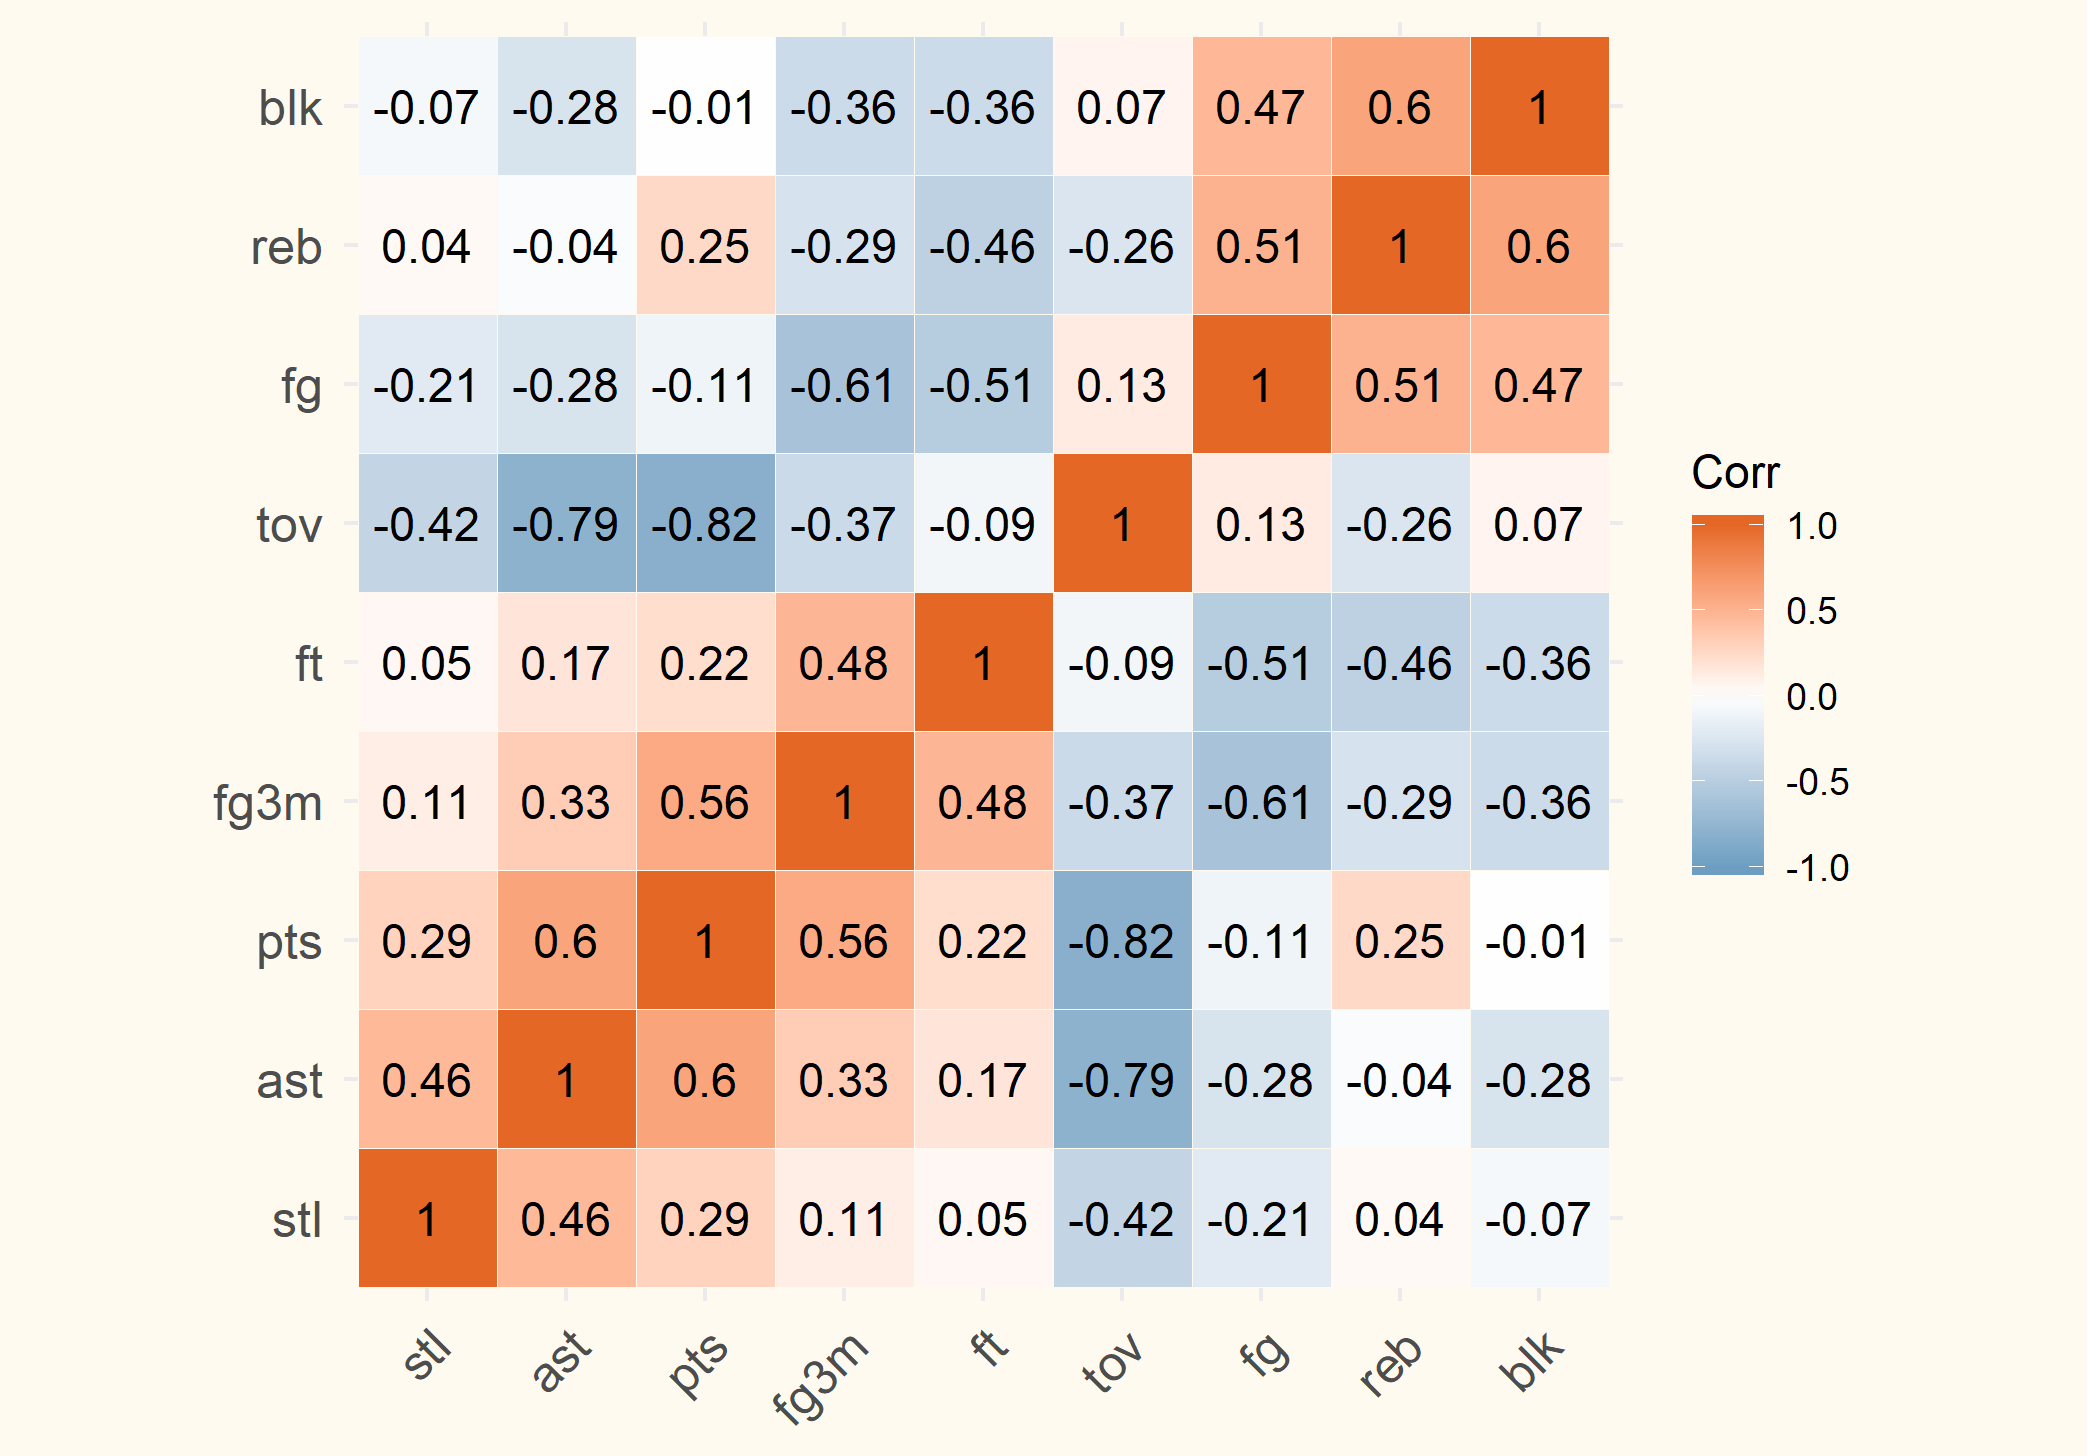 blk -0.07 -0.28 -0.01 -0.36 -0.36 0.07 0.47 0.6 1
reb 0.04 -0.04 0.25 -0.29 -0.46 -0.26 0.51 1 0.6
fg -0.21 -0.28 -0.11 -0.61 -0.51 0.13 1 0.51 0.47
tov -0.42 -0.79 -0.82 -0.37 -0.09 1 0.13 -0.26 0.07
ft 0.05 0.17 0.22 0.48 1 -0.09 -0.51 -0.46 -0.36
fg3m 0.11 0.33 0.56 1 0.48 -0.37 -0.61 -0.29 -0.36
pts 0.29 0.6 1 0.56 0.22 -0.82 -0.11 0.25 -0.01
ast 0.46 1 0.6 0.33 0.17 -0.79 -0.28 -0.04 -0.28
stl 1 0.46 0.29 0.11 0.05 -0.42 -0.21 0.04 -0.07
stl ast pts fg3m ft tov fg reb blk
Corr
1.0
0.5
0.0
-0.5
-1.0